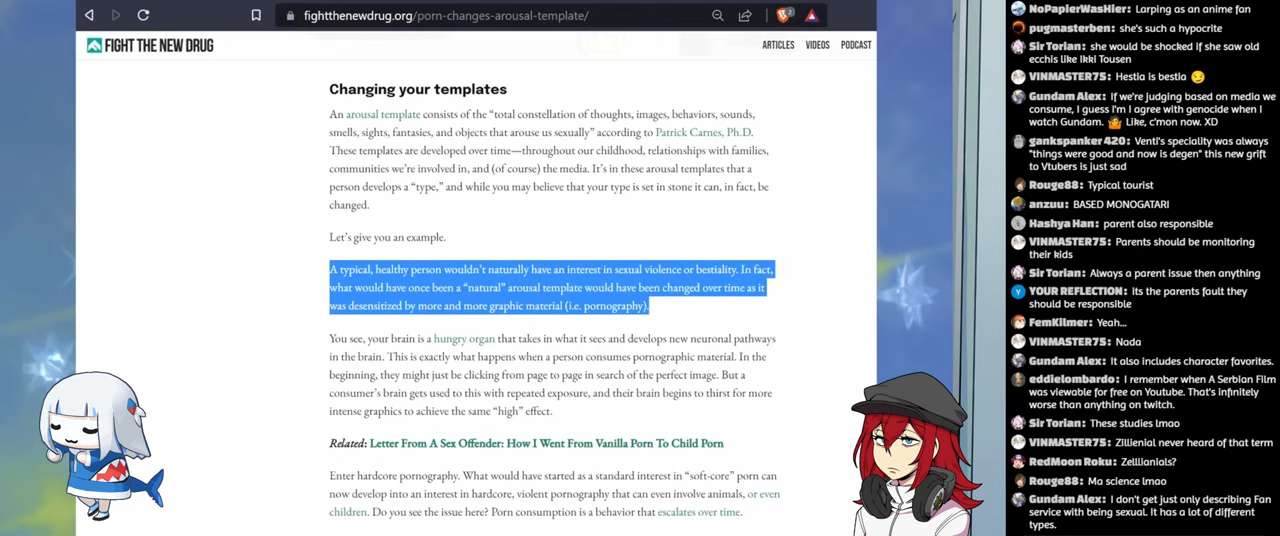 fightthenewdrug.org/porn-changes-arousal-template/
2
FIGHT THE NEW DRUG
ARTICLES VIDEOS PODCAST
Changing your templates
An arousal template consists of the “total constellation of thoughts, images, behaviors, sounds,
smells, sights, fantasies, and objects that arouse us sexually” according to Patrick Carnes, Ph.D.
These templates are developed over time—throughout our childhood, relationships with families,
communities we’re involved in, and (of course) the media. It’s in these arousal templates that a
person develops a “type,” and while you may believe that your type is set in stone it can, in fact, be
changed.
Let’s give you an example.
A typical, healthy person wouldn’t naturally have an interest in sexual violence or bestiality. In fact,
what would have once been a “natural” arousal template would have been changed over time as it
was desensitized by more and more graphic material (i.e. pornography).
You see, your brain is a hungry organ that takes in what it sees and develops new neuronal pathways
in the brain. This is exactly what happens when a person consumes pornographic material. In the
beginning, they might just be clicking from page to page in search of the perfect image. But a
consumer’s brain gets used to this with repeated exposure, and their brain begins to thirst for more
intense graphics to achieve the same “high” effect.
Related: Letter From A Sex Offender: How I Went From Vanilla Porn To Child Porn
Enter hardcore pornography. What would have started as a standard interest in “soft-core” porn can
now develop into an interest in hardcore, violent pornography that can even involve animals, or even
children. Do you see the issue here? Porn consumption is a behavior that escalates over time.
NoPapierWasHier: Larping as an anime fan
pugmasterben: she's such a hypocrite
Sir Torian: she would be shocked if she saw old
ecchis like Ikki Tousen
VINMASTER75: Hestia is bestia
Gundam Alex: If we're judging based on media we
consume, I guess I'm I agree with genocide when I
watch Gundam. Like, c'mon now. XD
gankspanker 420: Venti's speciality was always
"things were good and now is degen" this new grift
to Vtubers is just sad
Rouge88: Typical tourist
anzuu: BASED MONOGATARI
Hashya Han: parent also responsible
VINMASTER75: Parents should be monitoring
their kids
Sir Torian: Always a parent issue then anything
Y YOUR REFLECTION: its the parents fault they
should be responsible
FemKilmer: Yeah...
VINMASTER75: Nada
Gundam Alex: It also includes character favorites.
eddielombardo: I remember when A Serbian Film
was viewable for free on Youtube. That's infinitely
worse than anything on twitch.
Sir Torian: These studies lmao
VINMASTER75: Zillienial never heard of that term
RedMoon Roku: Zelllianials?
Rouge88: Ma science lmao
Gundam Alex: I don't get just only describing Fan
service with being sexual. It has a lot of different
types.